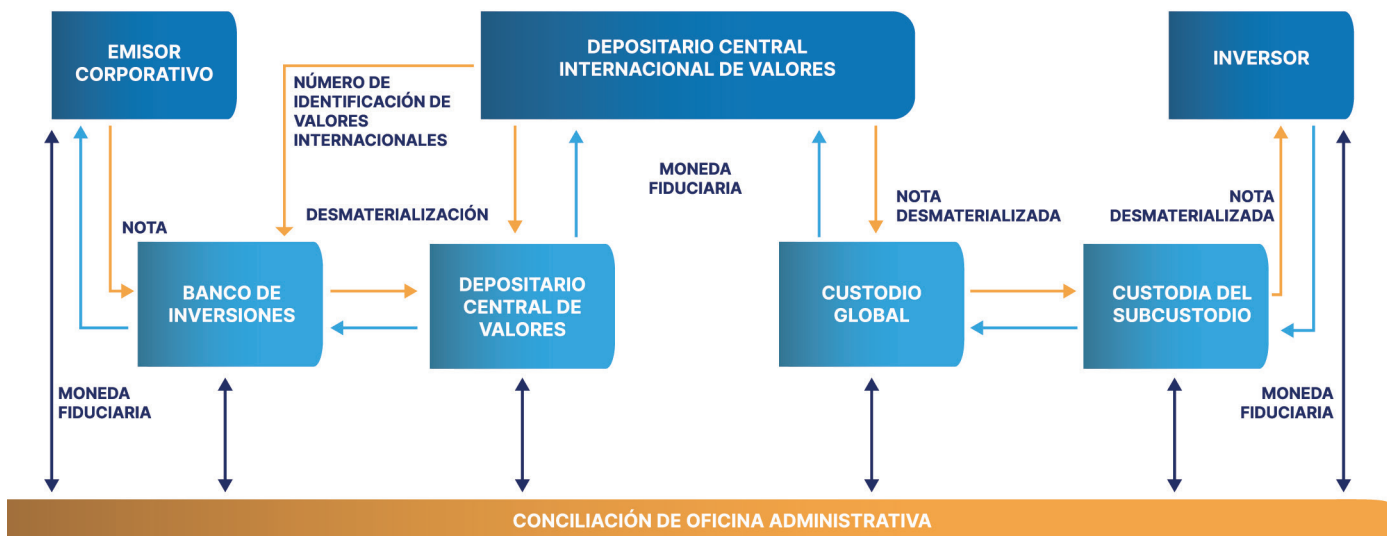 EMISOR
CORPORATIVO
DEPOSITARIO CENTRAL
INTERNACIONAL DE VALORES
INVERSOR
NÚMERO DE
IDENTIFICACIÓN DE
VALORES
INTERNACIONALES
MONEDA
FIDUCIARIA
NOTA
DESMATERIALIZACIÓN
NOTA
DESMATERIALIZADA
NOTA
DESMATERIALIZADA
BANCO DE
INVERSIONES
DEPOSITARIO
CENTRAL DE
VALORES
CUSTODIO
GLOBAL
CUSTODIA DEL
SUBCUSTODIO
MONEDA
FIDUCIARIA
MONEDA
FIDUCIARIA
CONCILIACIÓN DE OFICINA ADMINISTRATIVA